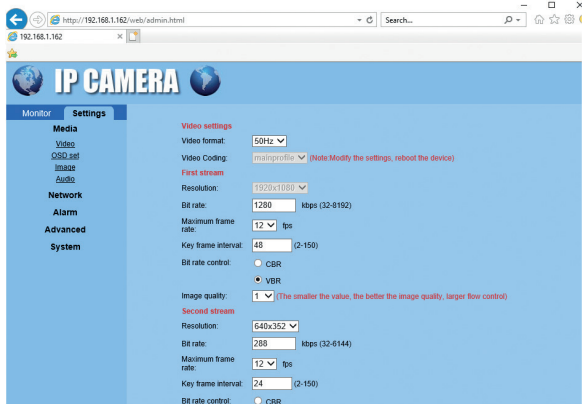 http://192.168.1.162/web/admin.html
Search...
192.168.1.162
IP CAMERA
Monitor Settings
Media
Video
OSD set
Image
Audio
Network
Alarm
Advanced
System
Video settings
Video format: 50Hz
Video Coding: mainprofile (Note:Modify the settings, reboot the device)
First stream
Resolution: 1920x1080
Bit rate: 1280 kbps (32-8192)
Maximum frame
rate: 12 fps
Key frame interval: 48 (2-150)
Bit rate control: CBR
VBR
Image quality: 1 (The smaller the value, the better the image quality, larger flow control)
Second stream
Resolution: 640x352
Bit rate: 288 kbps (32-6144)
Maximum frame
rate: 12 fps
Key frame interval: 24 (2-150)
Bit rate control: CBR